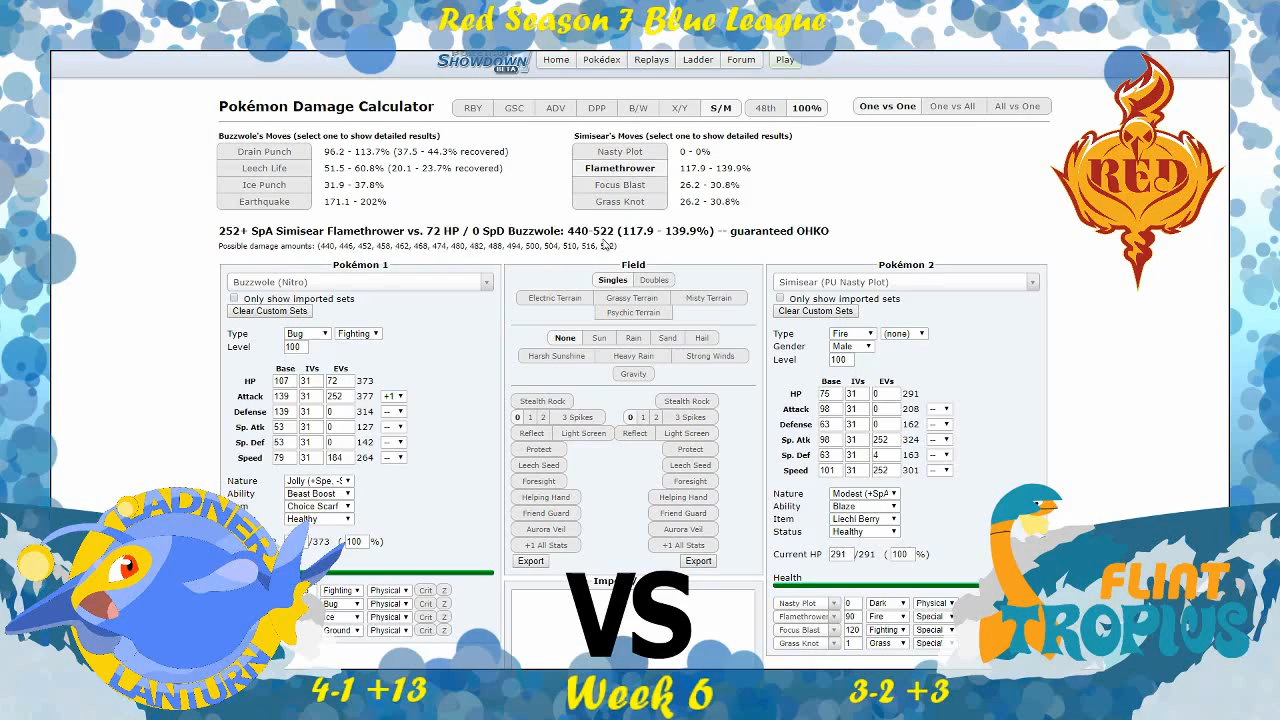 Red Season 7 Blue League
SHOWDOWN BETA Home Pokédex Replays Ladder Forum Play
Pokémon Damage Calculator RBY GSC ADV DPP B/W X/Y S/M 48th 100% One vs One One vs All All vs One
Buzzwole's Moves (select one to show detailed results) Simisear's Moves (select one to show detailed results)
Drain Punch 96.2 - 113.7% (37.5 - 44.3% recovered) Nasty Plot 0 - 0%
Leech Life 51.5 - 60.8% (20.1 - 23.7% recovered) Flamethrower 117.9 - 139.9%
Ice Punch 31.9 - 37.8% Focus Blast 26.2 - 30.8%
Earthquake 171.1 - 202% Grass Knot 26.2 - 30.8%
RED
252+ SpA Simisear Flamethrower vs. 72 HP / 0 SpD Buzzwole: 440-522 (117.9 - 139.9%) -- guaranteed OHKO
Possible damage amounts: (440, 446, 452, 458, 462, 468, 474, 480, 482, 488, 494, 500, 504, 510, 516, 522)
Pokémon 1 Field Pokémon 2
Buzzwole (Nitro) Singles Doubles Simisear (PU Nasty Plot)
Only show imported sets Electric Terrain Grassy Terrain Misty Terrain Only show imported sets
Clear Custom Sets Psychic Terrain Clear Custom Sets
Type Bug Fighting None Sun Rain Sand Hail Type Fire (none)
Level 100 Gender Male
Harsh Sunshine Heavy Rain Strong Winds Level 100
Base IVs EVs Gravity Base IVs EVs
HP 107 31 72 373 HP 75 31 0 291
Attack 139 31 252 377 +1 Stealth Rock Stealth Rock Attack 98 31 0 208 --
Defense 139 31 0 314 -- 0 1 2 3 Spikes 0 1 2 3 Spikes Defense 63 31 0 162 --
Sp. Atk 53 31 0 127 -- Reflect Light Screen Reflect Light Screen Sp. Atk 98 31 252 324 --
Sp. Def 53 31 0 142 -- Protect Protect Sp. Def 63 31 4 163 --
Speed 79 31 184 264 -- Leech Seed Leech Seed Speed 101 31 252 301 --
Nature Jolly (+Spe, -S Foresight Foresight Nature Modest (+SpA
Ability Beast Boost Helping Hand Helping Hand Ability Blaze
Choice Scarf Friend Guard Friend Guard Item Liechi Berry
Healthy Aurora Veil Aurora Veil Status Healthy
/373 ( 100 %) +1 All Stats +1 All Stats Current HP 291 /291 ( 100 %)
Export Export
Health
Fighting Physical Crit Z Nasty Plot 0 Dark Physical
Bug Physical Crit Z Flamethrower 90 Fire Special
Ice Physical Crit Z Focus Blast 120 Fighting Special
Ground Physical Crit Z Grass Knot 1 Grass Special
LANTURN
VS
FLINT
TROPIUS
4-1 +13 Week 6 3-2 +3